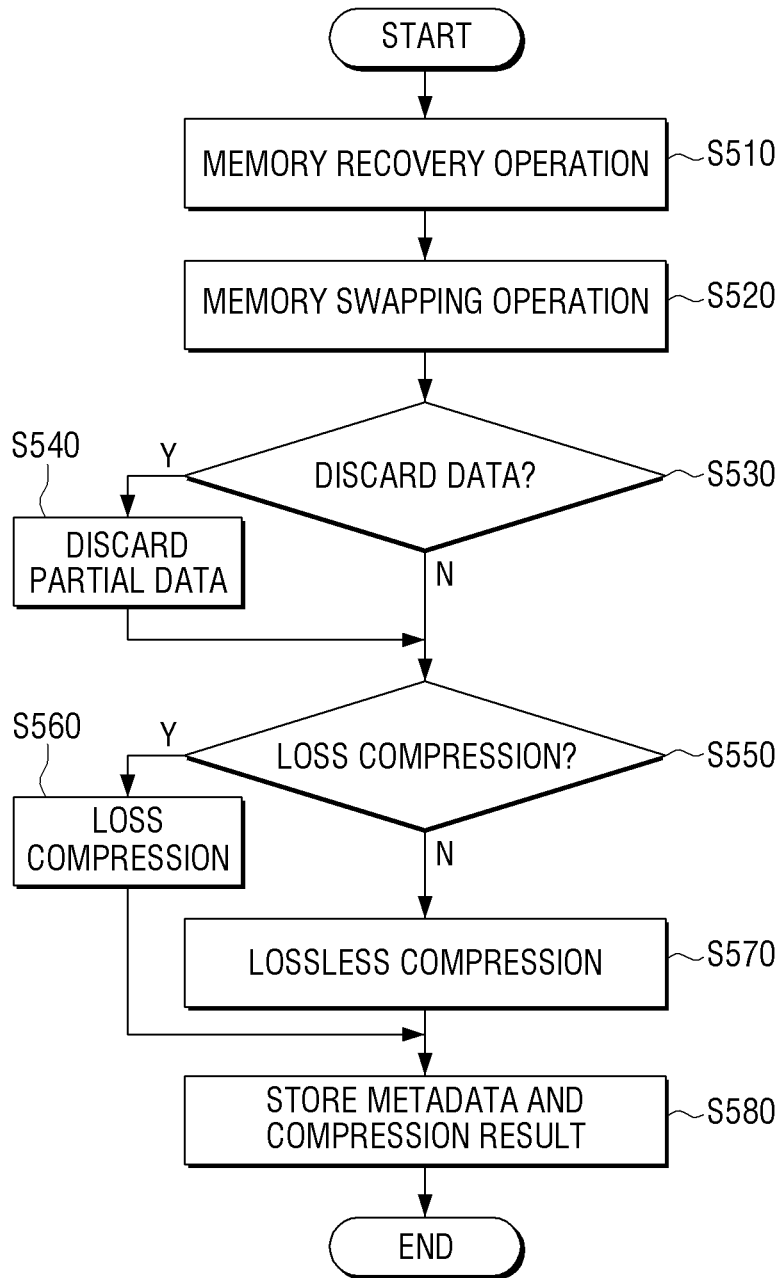 START
MEMORY RECOVERY OPERATION
S510
MEMORY SWAPPING OPERATION
S520
S540
Y
DISCARD DATA?
S530
DISCARD
PARTIAL DATA
N
S560
Y
LOSS COMPRESSION?
S550
LOSS
COMPRESSION
N
LOSSLESS COMPRESSION
S570
STORE METADATA AND
COMPRESSION RESULT
S580
END